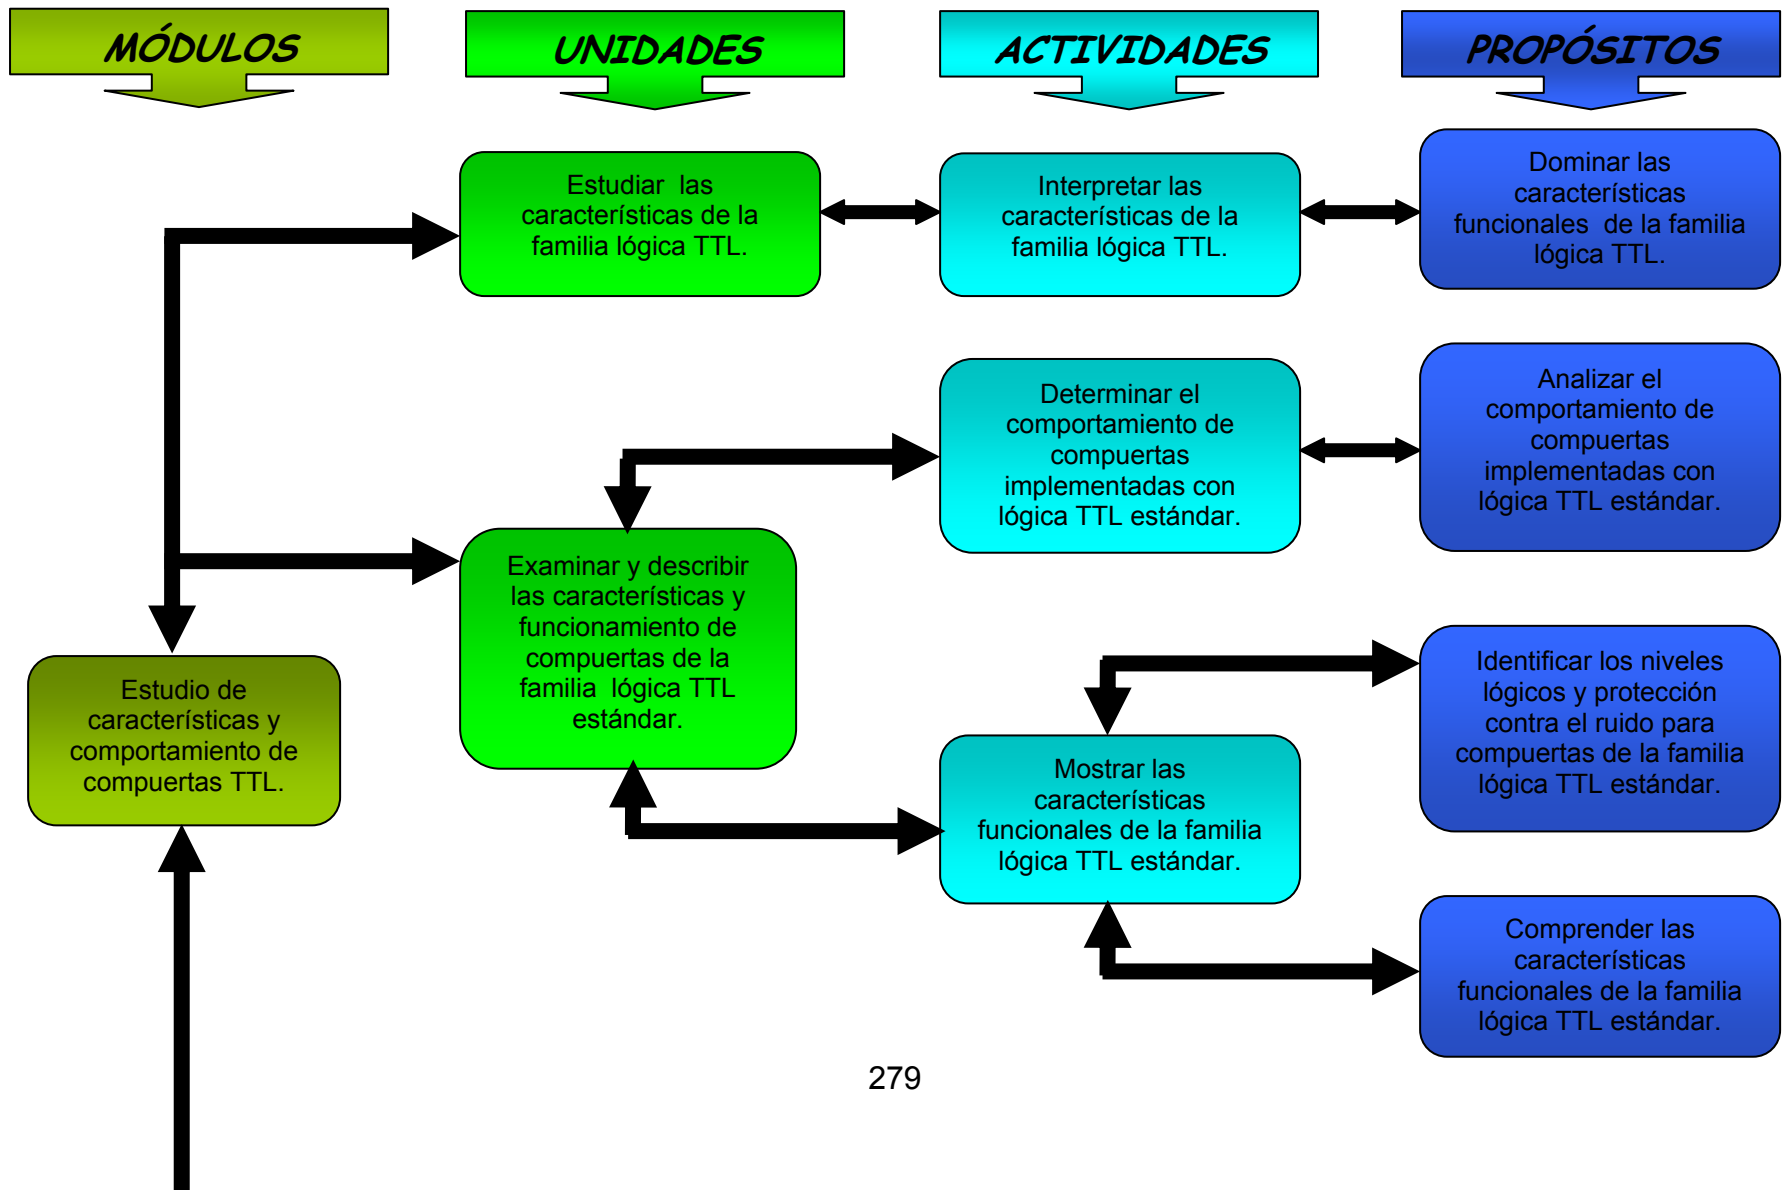 MÓDULOS
UNIDADES
ACTIVIDADES
PROPÓSITOS
Estudiar las
características de la
familia lógica TTL.
Interpretar las
características de la
familia lógica TTL.
Dominar las
características
funcionales de la familia
lógica TTL.
Determinar el
comportamiento de
compuertas
implementadas con
lógica TTL estándar.
Analizar el
comportamiento de
compuertas
implementadas con
lógica TTL estándar.
Examinar y describir
las características y
funcionamiento de
compuertas de la
familia lógica TTL
estándar.
Estudio de
características y
comportamiento de
compuertas TTL.
Identificar los niveles
lógicos y protección
contra el ruido para
compuertas de la familia
lógica TTL estándar.
Mostrar las
características
funcionales de la familia
lógica TTL estándar.
Comprender las
características
funcionales de la familia
lógica TTL estándar.
279